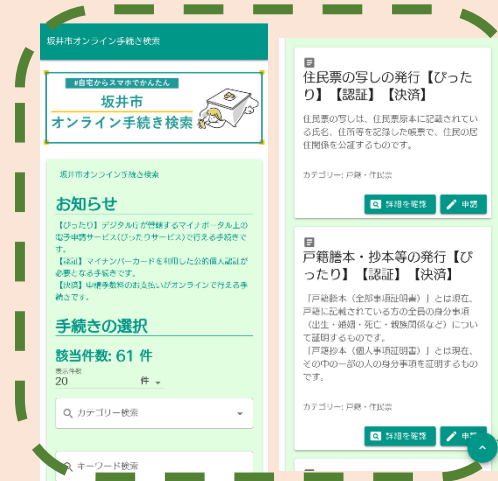 坂井市オンライン手続き検索
#自宅からスマホでかんたん
坂井市
オンライン手続き検索
坂井市オンライン手続き検索
お知らせ
【ぴったり】デジタル庁が管轄するマイナポータル上の
電子申請サービス(ぴったりサービス)で行える手続きで
す。
【認証】マイナンバーカードを利用した公的個人認証が
必要となる手続きです。
【決済】申請手数料のお支払いがオンラインで行える手
続きです。
手続きの選択
該当件数: 61 件
表示件数
20 件
カテゴリー検索
キーワード検索
住民票の写しの発行【ぴった
り】【認証】【決済】
住民票の写しは、住民票原本に記載されてい
る氏名、住所等を記録した帳票で、住民の居
住関係を公証するものです。
カテゴリー: 戸籍・住民票
詳細を確認 申請
戸籍謄本・抄本等の発行【ぴ
ったり】【認証】【決済】
「戸籍謄本（全部事項証明書）」とは現在、
戸籍に記載されている方の全員の身分事項
（出生・婚姻・死亡・親族関係など）につい
て証明するものです。
「戸籍抄本（個人事項証明書）」とは現在、
その中の一部の人の身分事項を証明するもの
です。
カテゴリー: 戸籍・住民票
詳細を確認 申請